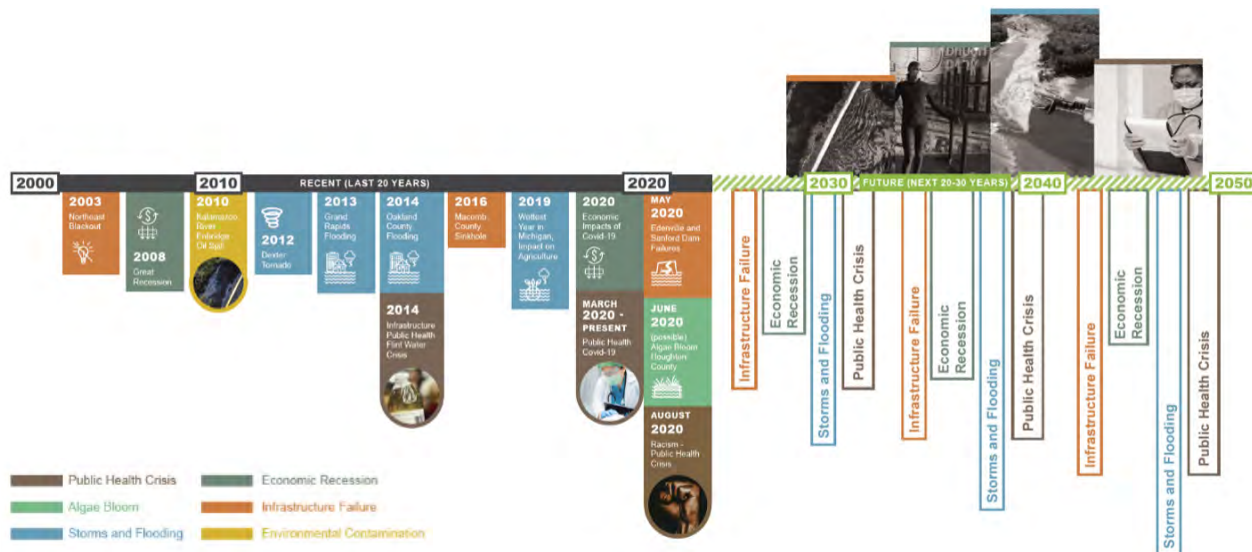 2000
2010
RECENT (LAST 20 YEARS)
2020
2030
FUTURE (NEXT 20-30 YEARS)
2040
2050
2003
Northeast
Blackout
2008
Great
Recession
2010
Kalamazoo
River
Enbridge
Oil Spill
2012
Dexter
Tornado
2013
Grand
Rapids
Flooding
2014
Oakland
County
Flooding
2014
Infrastructure
Public Health
Flint Water
Crisis
2016
Macomb
County
Sinkhole
2019
Wettest
Year in
Michigan,
Impact on
Agriculture
2020
Economic
Impacts of
Covid-19
MARCH
2020 -
PRESENT
Public Health
Covid-19
MAY
2020
Edenville and
Sanford Dam
Failures
JUNE
2020
(possible)
Algae Bloom
Houghton
County
AUGUST
2020
Racism -
Public Health
Crisis
Infrastructure Failure
Economic
Recession
Storms and Flooding
Public Health Crisis
Infrastructure Failure
Economic
Recession
Storms and Flooding
Public Health Crisis
Infrastructure Failure
Economic
Recession
Storms and Flooding
Public Health Crisis
Public Health Crisis
Economic Recession
Algae Bloom
Infrastructure Failure
Storms and Flooding
Environmental Contamination